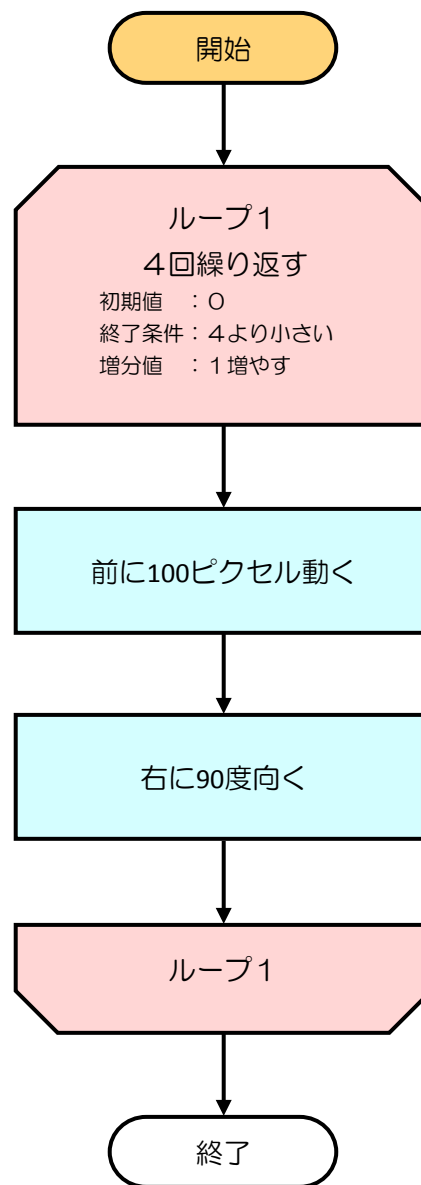 開始
ループ１
４回繰り返す
初期値　：０
終了条件：４より小さい
増分値　：１増やす
前に100ピクセル動く
右に90度向く
ループ１
終了